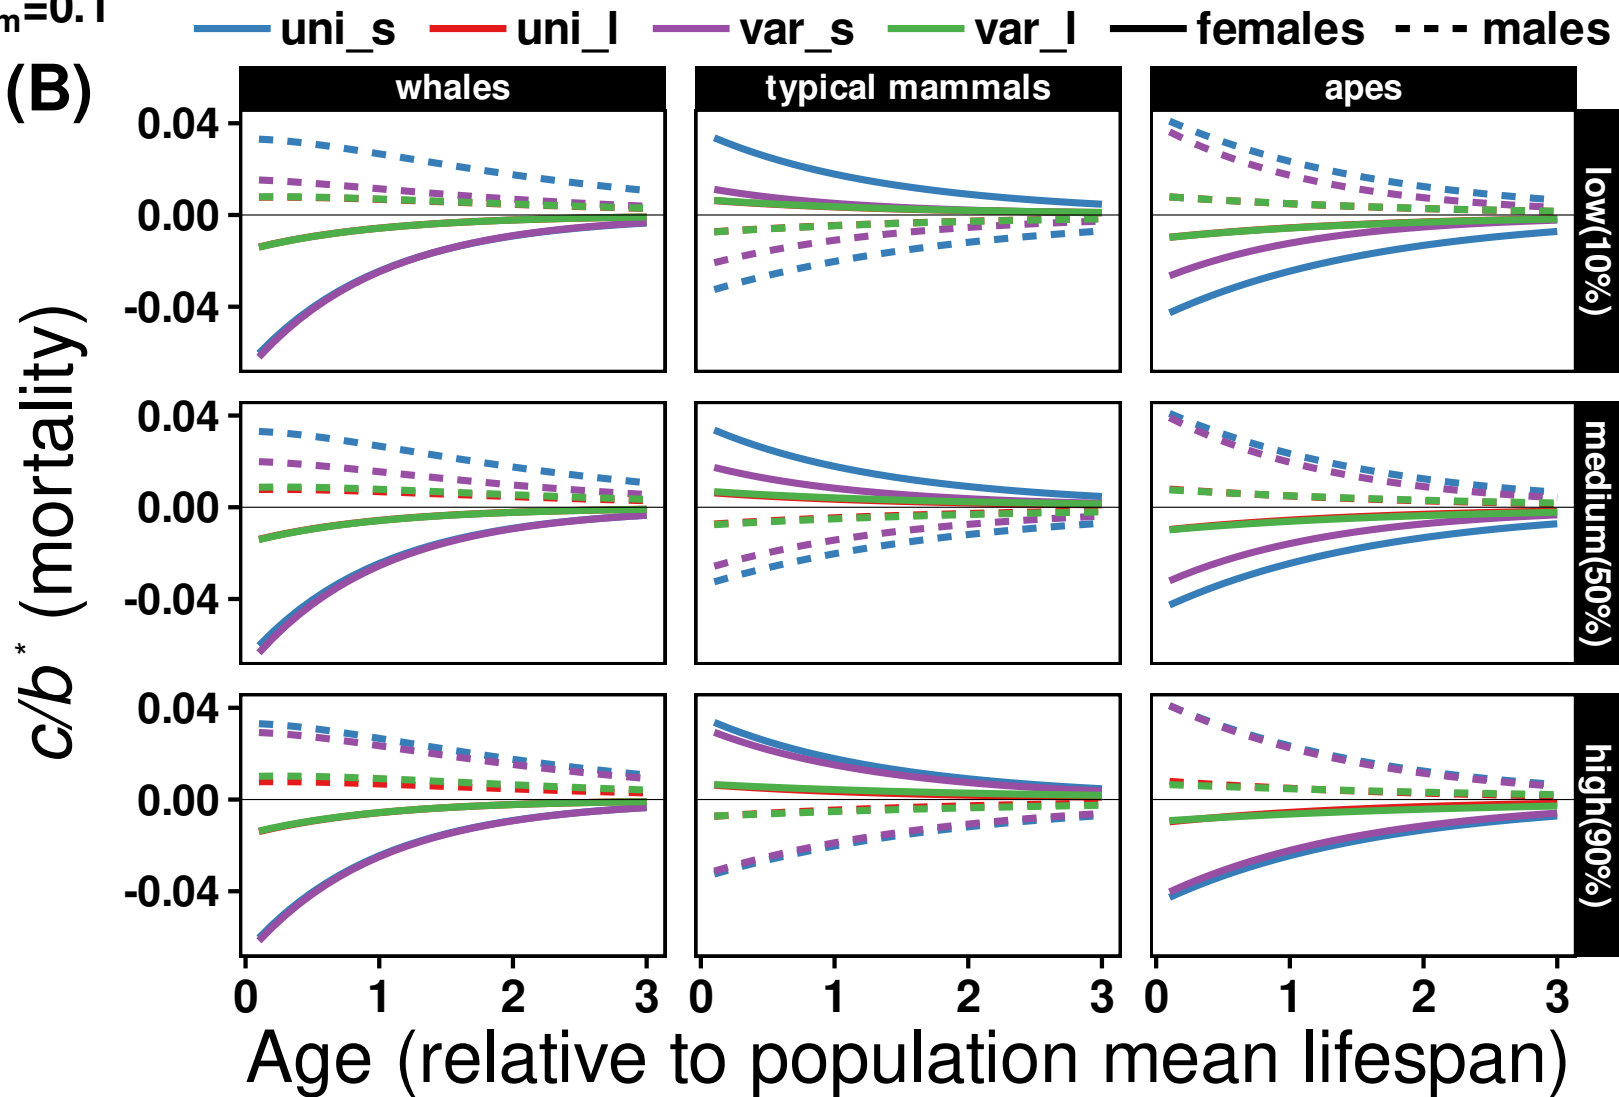 m=0.1
uni_s uni_l var_s var_l females males
(B)
whales typical mammals apes
0.04
0.00
-0.04
low(10%)
0.04
0.00
-0.04
medium(50%)
0.04
0.00
-0.04
high(90%)
c/b* (mortality)
0 1 2 3 0 1 2 3 0 1 2 3
Age (relative to population mean lifespan)